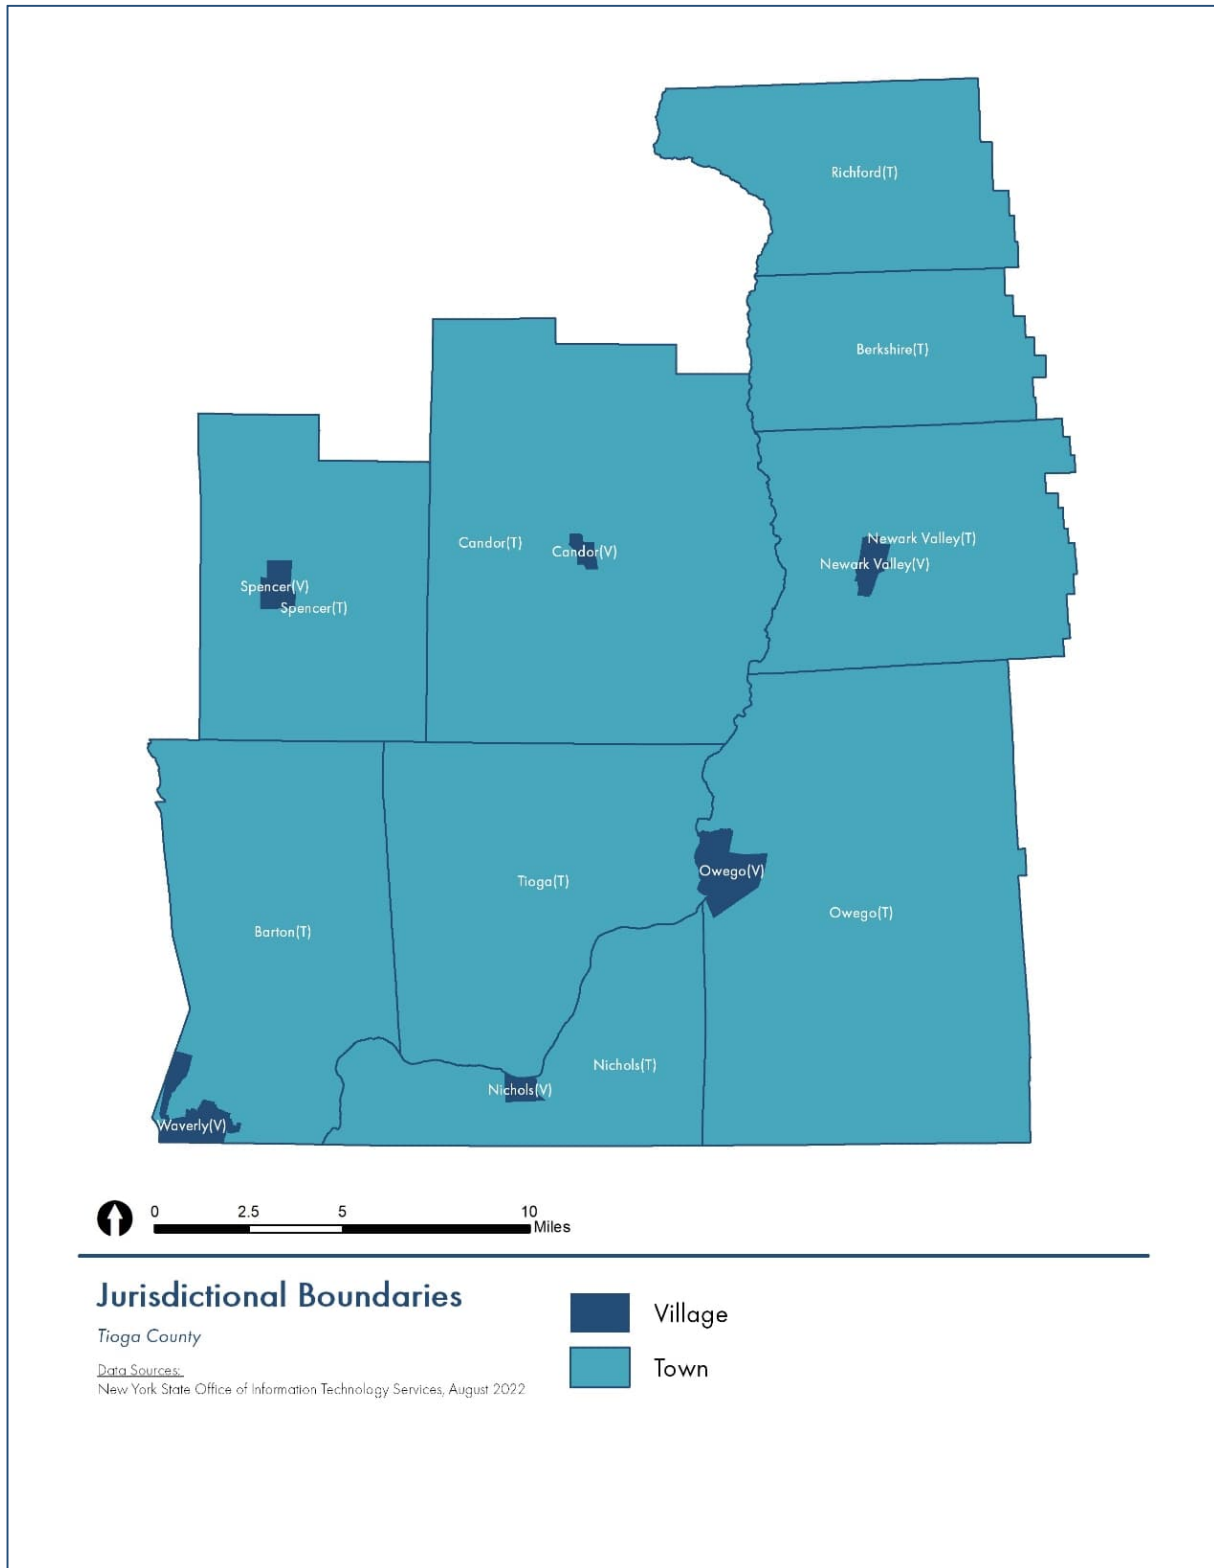 Richford(T)
Berkshire(T)
Candor(T)
Candor(V)
Newark Valley(T)
Newark Valley(V)
Spencer(V)
Spencer(T)
Tioga(T)
Owego(V)
Owego(T)
Barton(T)
Nichols(T)
Nichols(V)
Waverly(V)
0 2.5 5 10
Miles
Jurisdictional Boundaries
Tioga County
Data Sources:
New York State Office of Information Technology Services, August 2022
Village
Town